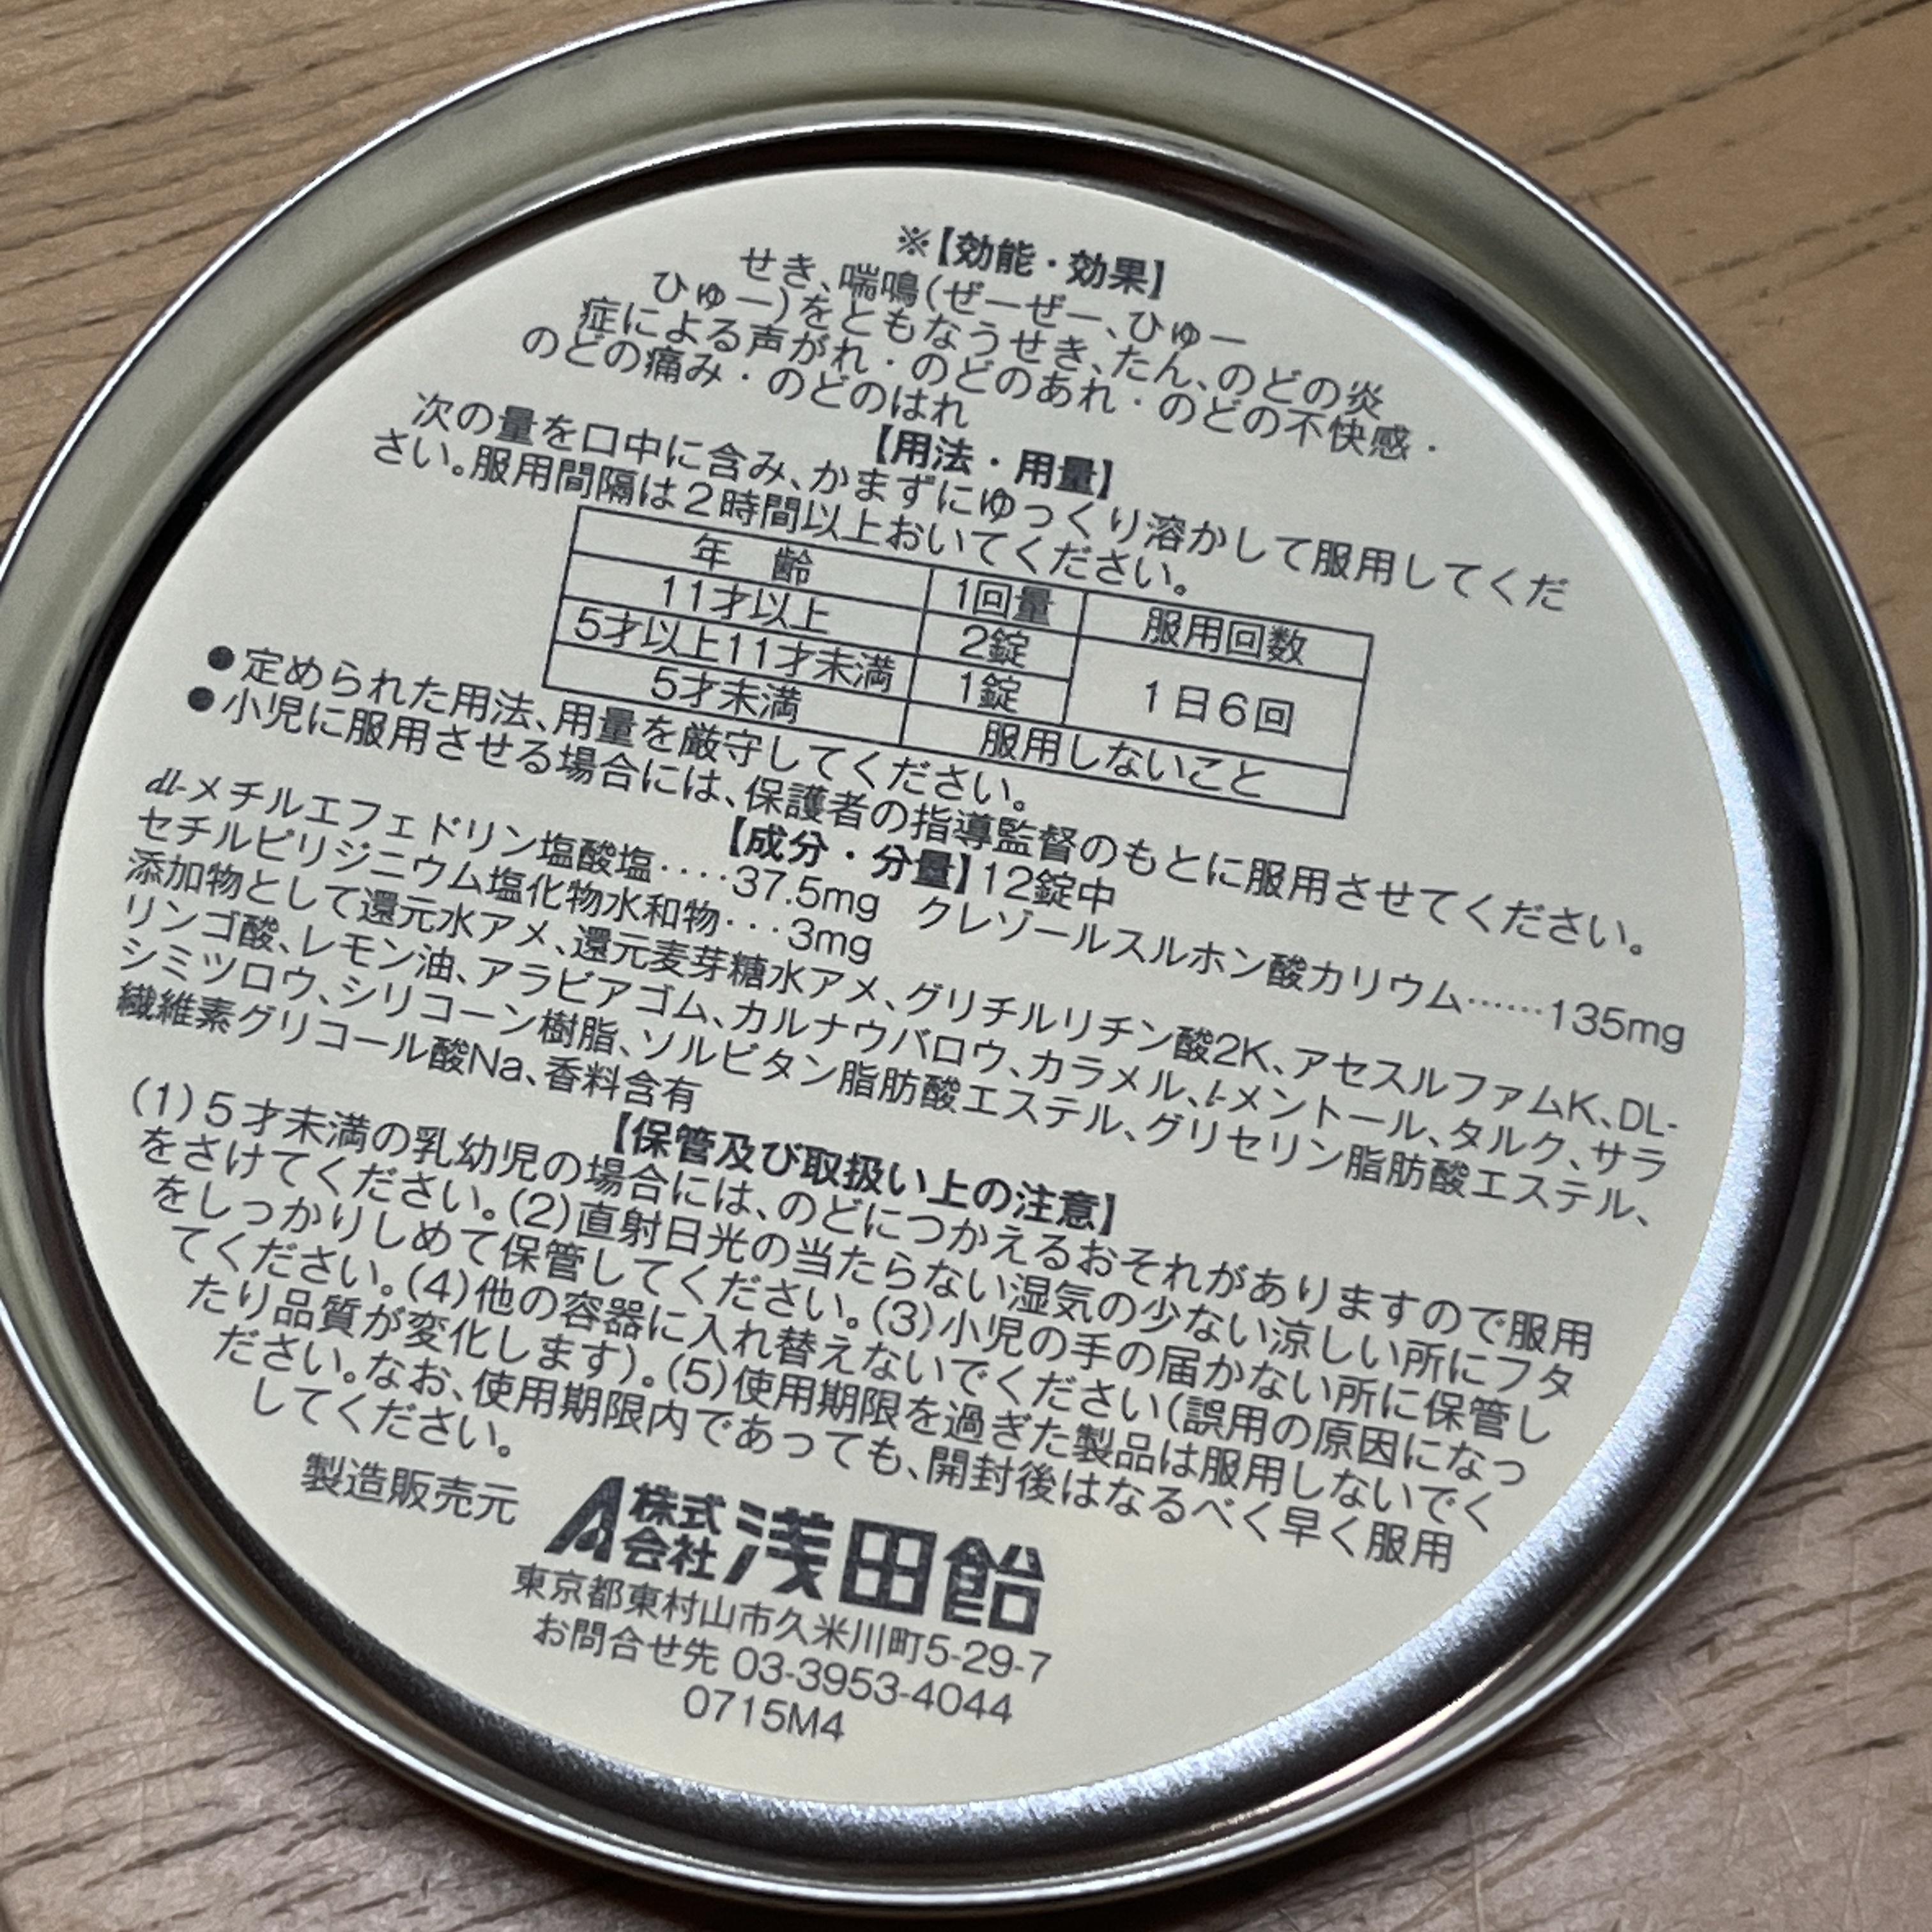 ※【効能・効果】
せき、喘鳴(ぜーぜー、ひゅー
ひゅー)をともなうせき、たん、のどの炎
症による声がれ・のどのあれ・のどの不快感・
のどの痛み・のどのはれ
【用法・用量】
次の量を口中に含み、かまずにゆっくり溶かして服用してくだ
さい。服用間隔は2時間以上おいてください。
年 齢 1回量 服用回数
11才以上 2錠 1日6回
5才以上11才未満 1錠
5才未満 服用しないこと
●定められた用法、用量を厳守してください。
●小児に服用させる場合には、保護者の指導監督のもとに服用させてください。
【成分・分量】12錠中
dl-メチルエフェドリン塩酸塩‥‥37.5mg クレゾールスルホン酸カリウム……135mg
セチルピリジニウム塩化物水和物‥・3mg
添加物として還元水アメ、還元麦芽糖水アメ、グリチルリチン酸2K、アセスルファムK、DL-
リンゴ酸、レモン油、アラビアゴム、カルナウバロウ、カラメル、l-メントール、タルク、サラ
シミツロウ、シリコーン樹脂、ソルビタン脂肪酸エステル、グリセリン脂肪酸エステル、
繊維素グリコール酸Na、香料含有
【保管及び取扱い上の注意】
(1)5才未満の乳幼児の場合には、のどにつかえるおそれがありますので服用
をさけてください。(2)直射日光の当たらない湿気の少ない涼しい所にフタ
をしっかりしめて保管してください。(3)小児の手の届かない所に保管し
てください。(4)他の容器に入れ替えないでください(誤用の原因になっ
たり品質が変化します)。(5)使用期限を過ぎた製品は服用しないでく
ださい。なお、使用期限内であっても、開封後はなるべく早く服用
してください。
製造販売元 株式会社浅田飴
東京都東村山市久米川町5-29-7
お問合せ先 03-3953-4044
0715M4